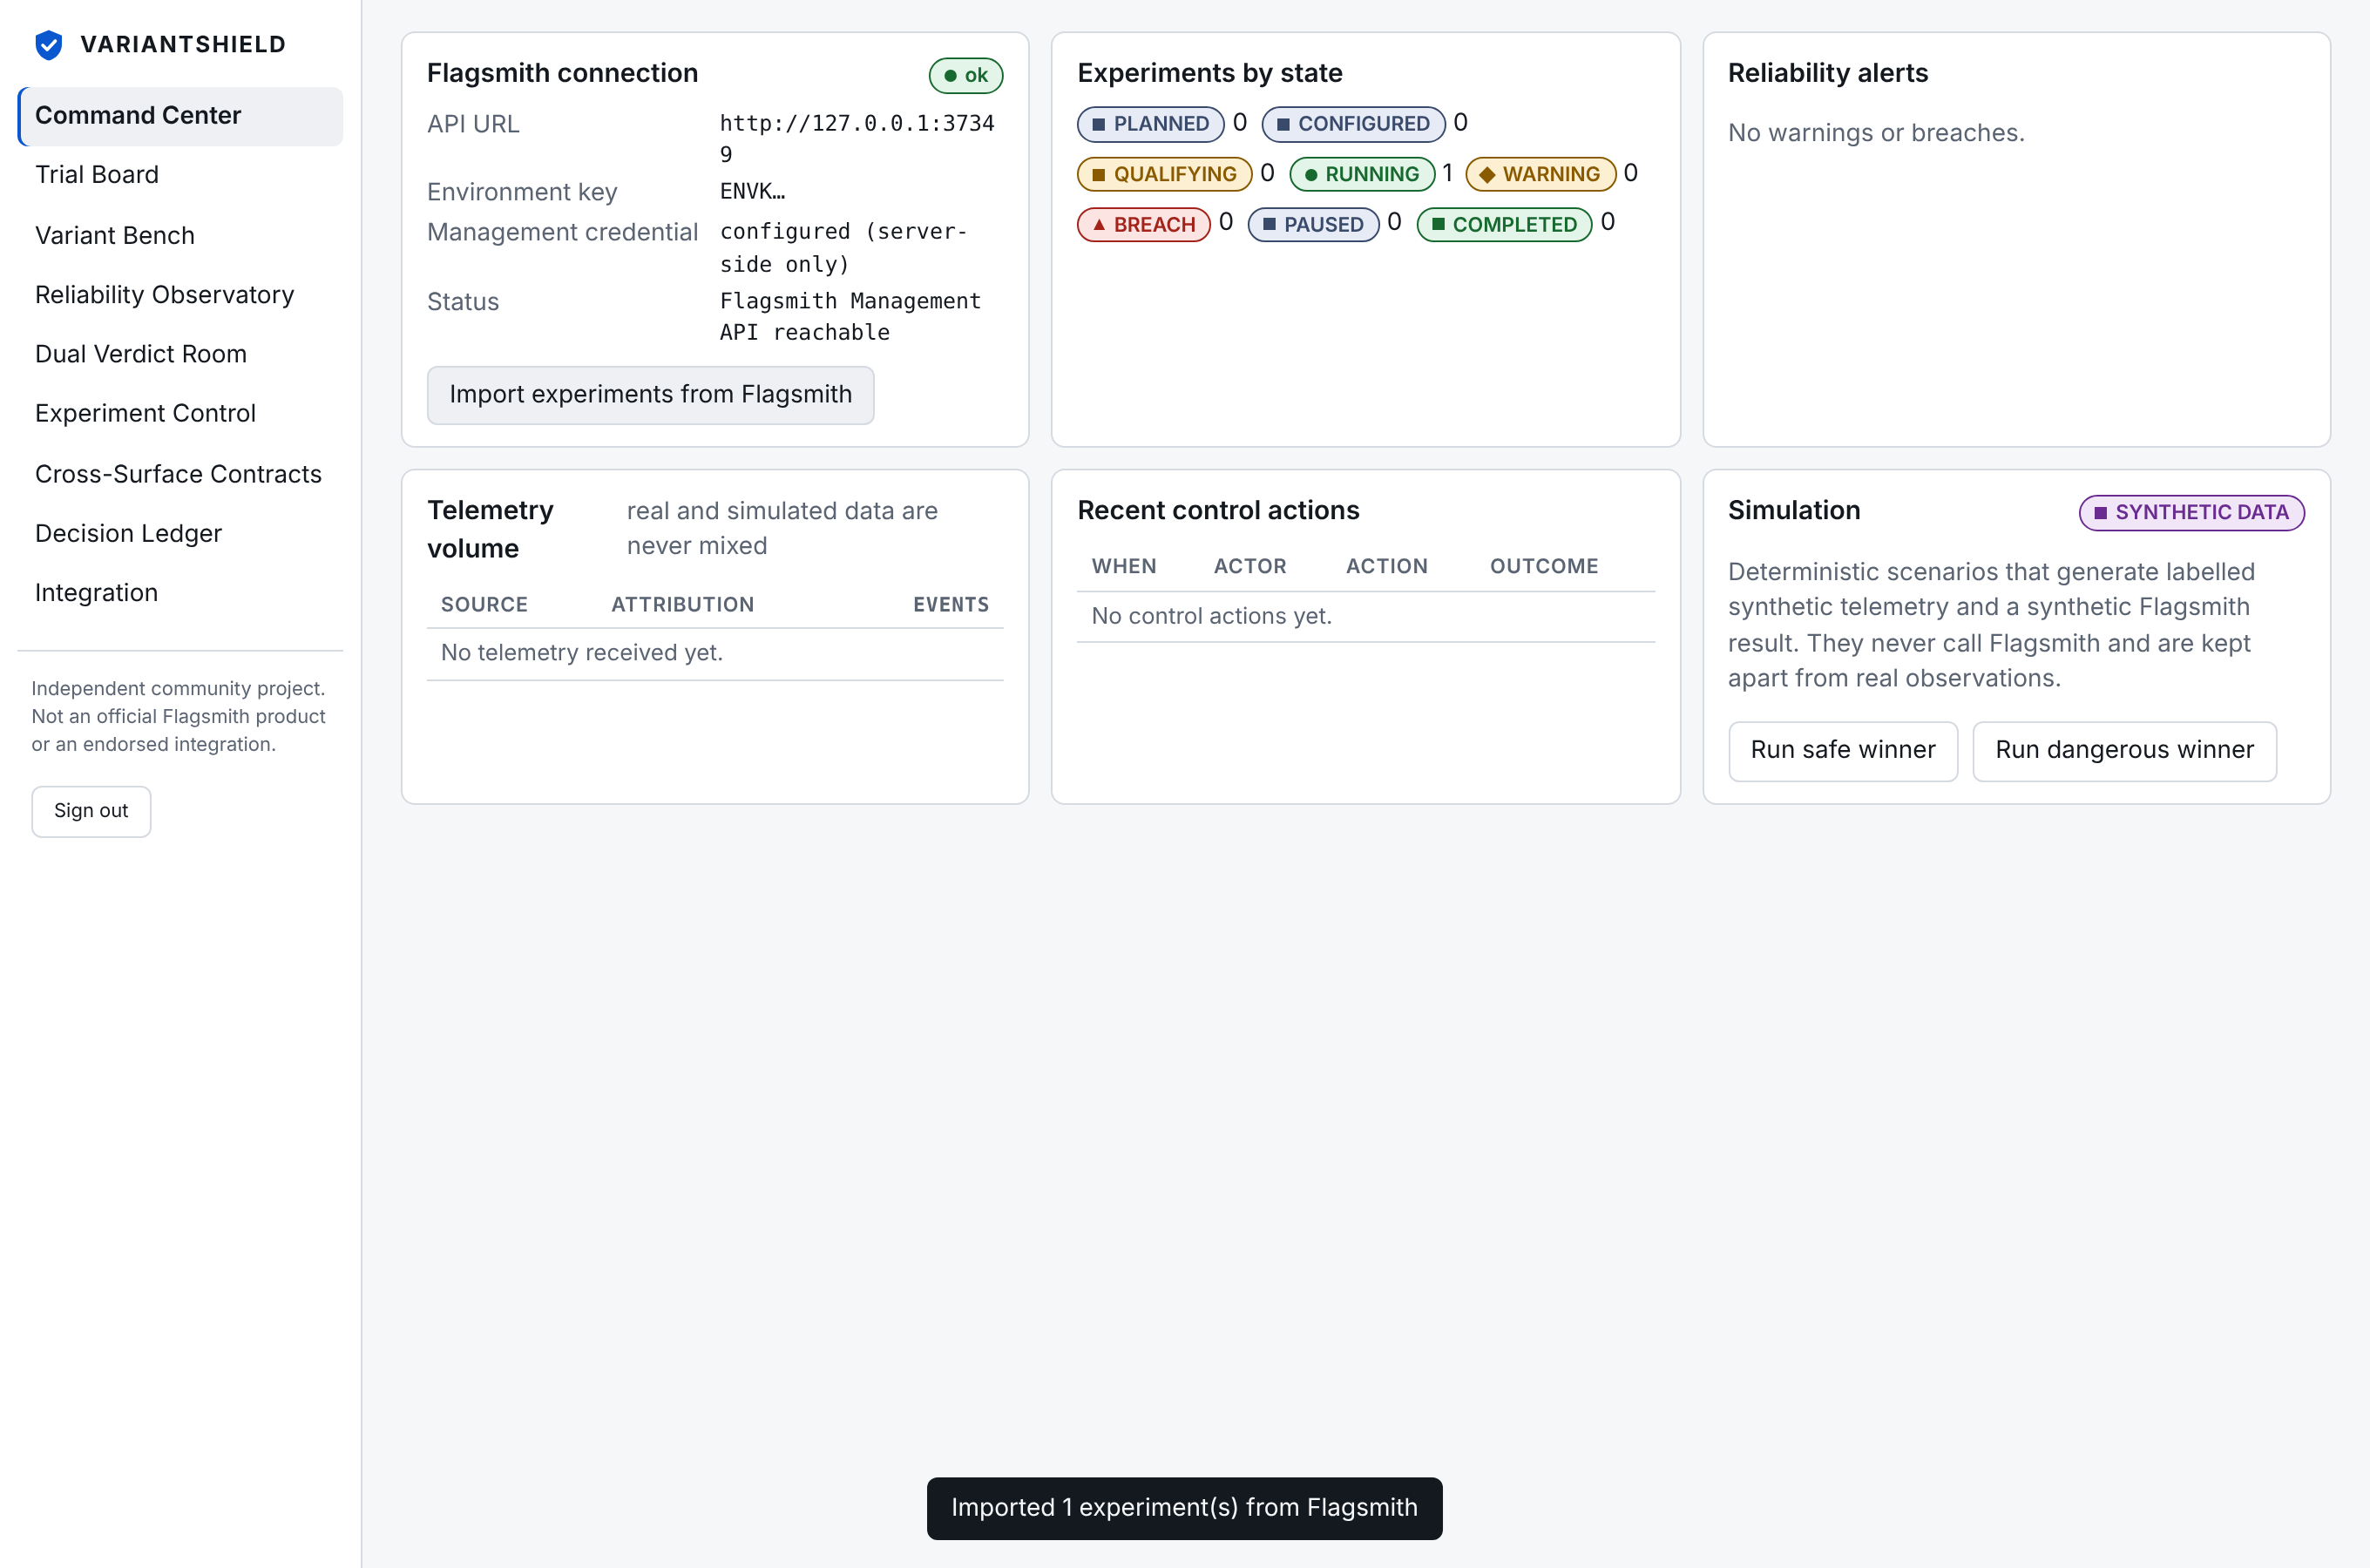 VARIANTSHIELD
Command Center
Trial Board
Variant Bench
Reliability Observatory
Dual Verdict Room
Experiment Control
Cross-Surface Contracts
Decision Ledger
Integration
Independent community project.
Not an official Flagsmith product
or an endorsed integration.
Sign out
Flagsmith connection
ok
API URL
http://127.0.0.1:3734
9
Environment key
ENVK…
Management credential
configured (server-
side only)
Status
Flagsmith Management
API reachable
Import experiments from Flagsmith
Experiments by state
PLANNED 0 CONFIGURED 0
QUALIFYING 0 RUNNING 1 WARNING 0
BREACH 0 PAUSED 0 COMPLETED 0
Reliability alerts
No warnings or breaches.
Telemetry
volume
real and simulated data are
never mixed
SOURCE ATTRIBUTION EVENTS
No telemetry received yet.
Recent control actions
WHEN ACTOR ACTION OUTCOME
No control actions yet.
Simulation
SYNTHETIC DATA
Deterministic scenarios that generate labelled
synthetic telemetry and a synthetic Flagsmith
result. They never call Flagsmith and are kept
apart from real observations.
Run safe winner
Run dangerous winner
Imported 1 experiment(s) from Flagsmith